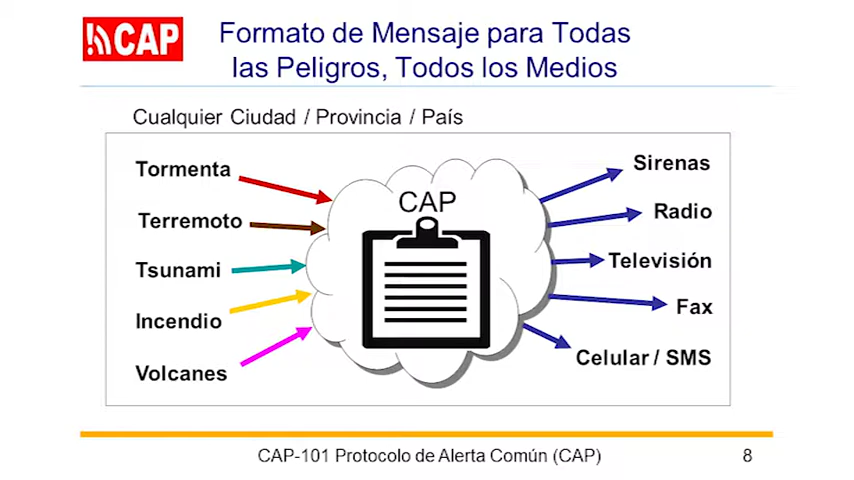 CAP
Formato de Mensaje para Todas
las Peligros, Todos los Medios
Cualquier Ciudad / Provincia / País
Tormenta
Terremoto
Tsunami
Incendio
Volcanes
CAP
Sirenas
Radio
Televisión
Fax
Celular / SMS
CAP-101 Protocolo de Alerta Común (CAP)
8